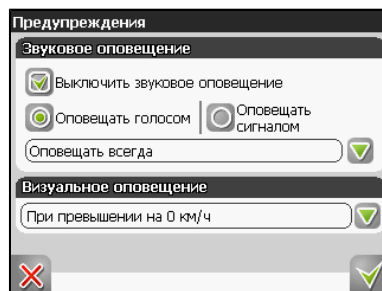 Предупреждения
Звуковое оповещение
Выключить звуковое оповещение
Оповещать голосом
Оповещать
сигналом
Оповещать всегда
Визуальное оповещение
При превышении на 0 км/ч